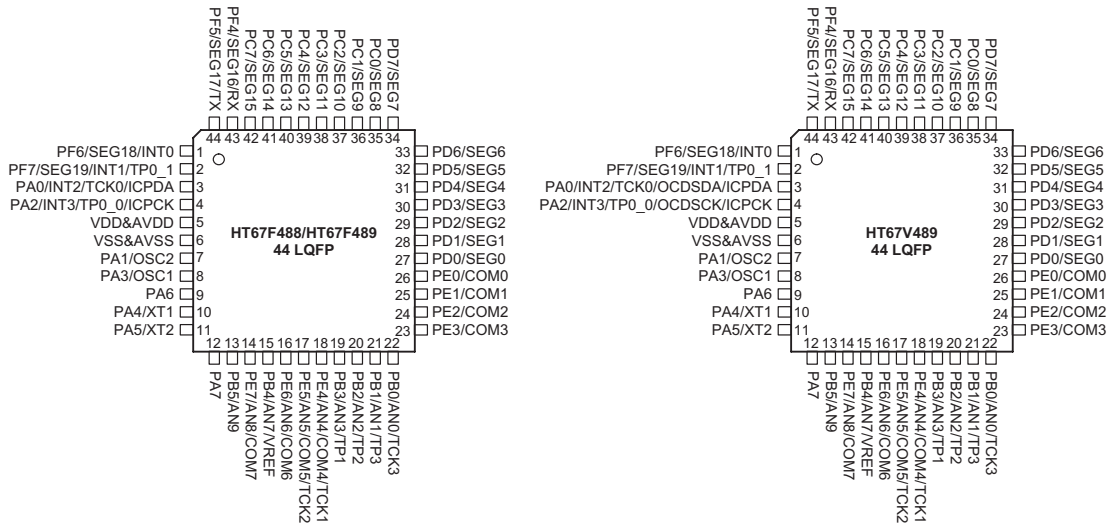 PF5/SEG17/TX
PF4/SEG16/RX
PC7/SEG15
PC6/SEG14
PC5/SEG13
PC4/SEG12
PC3/SEG11
PC2/SEG10
PC1/SEG9
PC0/SEG8
PD7/SEG7
44 43 42 41 40 39 38 37 36 35 34
PF6/SEG18/INT0 1
PF7/SEG19/INT1/TP0_1 2
PA0/INT2/TCK0/ICPDA 3
PA2/INT3/TP0_0/ICPCK 4
VDD&AVDD 5
VSS&AVSS 6
PA1/OSC2 7
PA3/OSC1 8
PA6 9
PA4/XT1 10
PA5/XT2 11
HT67F488/HT67F489
44 LQFP
33 PD6/SEG6
32 PD5/SEG5
31 PD4/SEG4
30 PD3/SEG3
29 PD2/SEG2
28 PD1/SEG1
27 PD0/SEG0
26 PE0/COM0
25 PE1/COM1
24 PE2/COM2
23 PE3/COM3
12 13 14 15 16 17 18 19 20 21 22
PA7
PB5/AN9
PE7/AN8/COM7
PB4/AN7/VREF
PE6/AN6/COM6
PE5/AN5/COM5/TCK2
PE4/AN4/COM4/TCK1
PB3/AN3/TP1
PB2/AN2/TP2
PB1/AN1/TP3
PB0/AN0/TCK3
PF5/SEG17/TX
PF4/SEG16/RX
PC7/SEG15
PC6/SEG14
PC5/SEG13
PC4/SEG12
PC3/SEG11
PC2/SEG10
PC1/SEG9
PC0/SEG8
PD7/SEG7
44 43 42 41 40 39 38 37 36 35 34
PF6/SEG18/INT0 1
PF7/SEG19/INT1/TP0_1 2
PA0/INT2/TCK0/OCDSDA/ICPDA 3
PA2/INT3/TP0_0/OCDSCK/ICPCK 4
VDD&AVDD 5
VSS&AVSS 6
PA1/OSC2 7
PA3/OSC1 8
PA6 9
PA4/XT1 10
PA5/XT2 11
HT67V489
44 LQFP
33 PD6/SEG6
32 PD5/SEG5
31 PD4/SEG4
30 PD3/SEG3
29 PD2/SEG2
28 PD1/SEG1
27 PD0/SEG0
26 PE0/COM0
25 PE1/COM1
24 PE2/COM2
23 PE3/COM3
12 13 14 15 16 17 18 19 20 21 22
PA7
PB5/AN9
PE7/AN8/COM7
PB4/AN7/VREF
PE6/AN6/COM6
PE5/AN5/COM5/TCK2
PE4/AN4/COM4/TCK1
PB3/AN3/TP1
PB2/AN2/TP2
PB1/AN1/TP3
PB0/AN0/TCK3